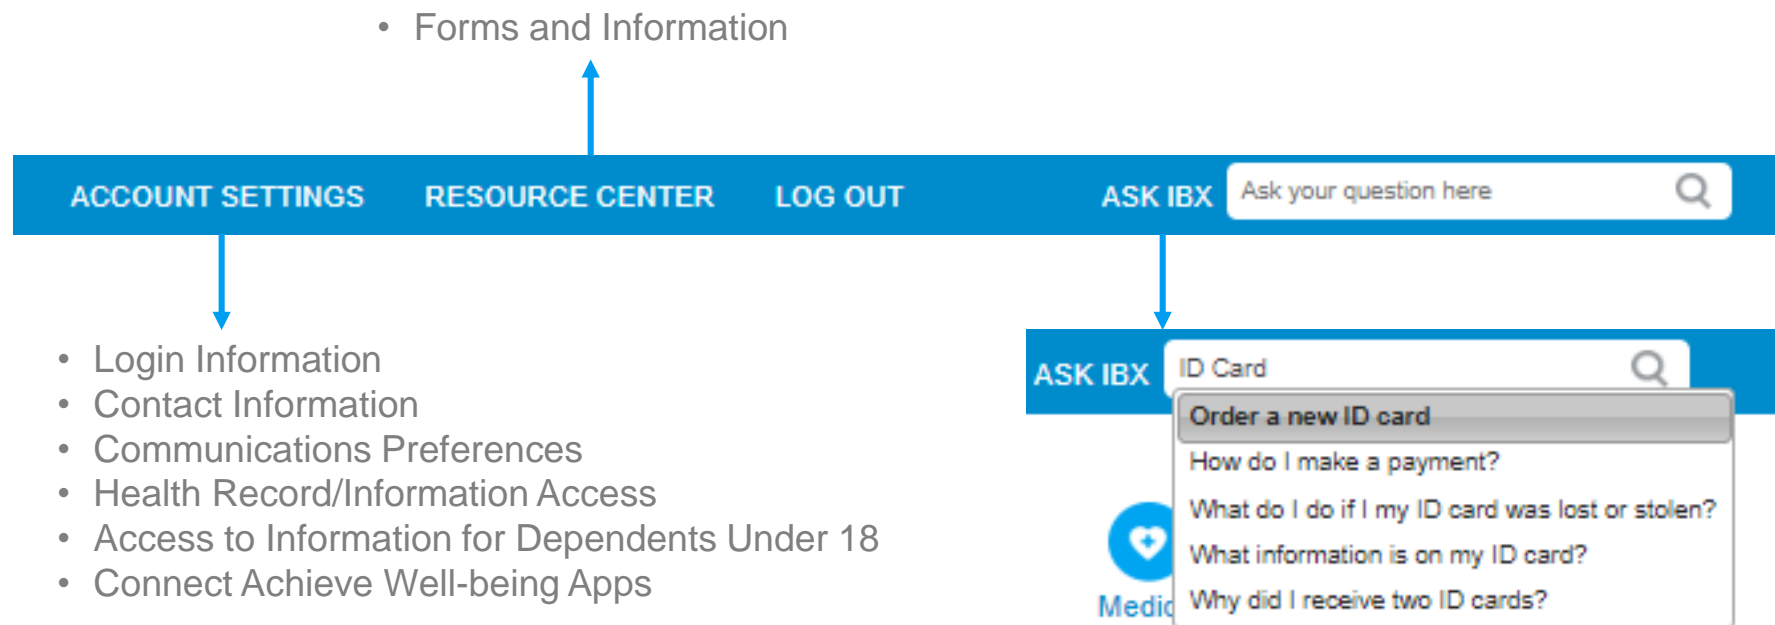 • Forms and Information
ACCOUNT SETTINGS RESOURCE CENTER LOG OUT ASK IBX Ask your question here
• Login Information
• Contact Information
• Communications Preferences
• Health Record/Information Access
• Access to Information for Dependents Under 18
• Connect Achieve Well-being Apps
ASK IBX ID Card
Order a new ID card
How do I make a payment?
What do I do if I my ID card was lost or stolen?
What information is on my ID card?
Why did I receive two ID cards?
Medic